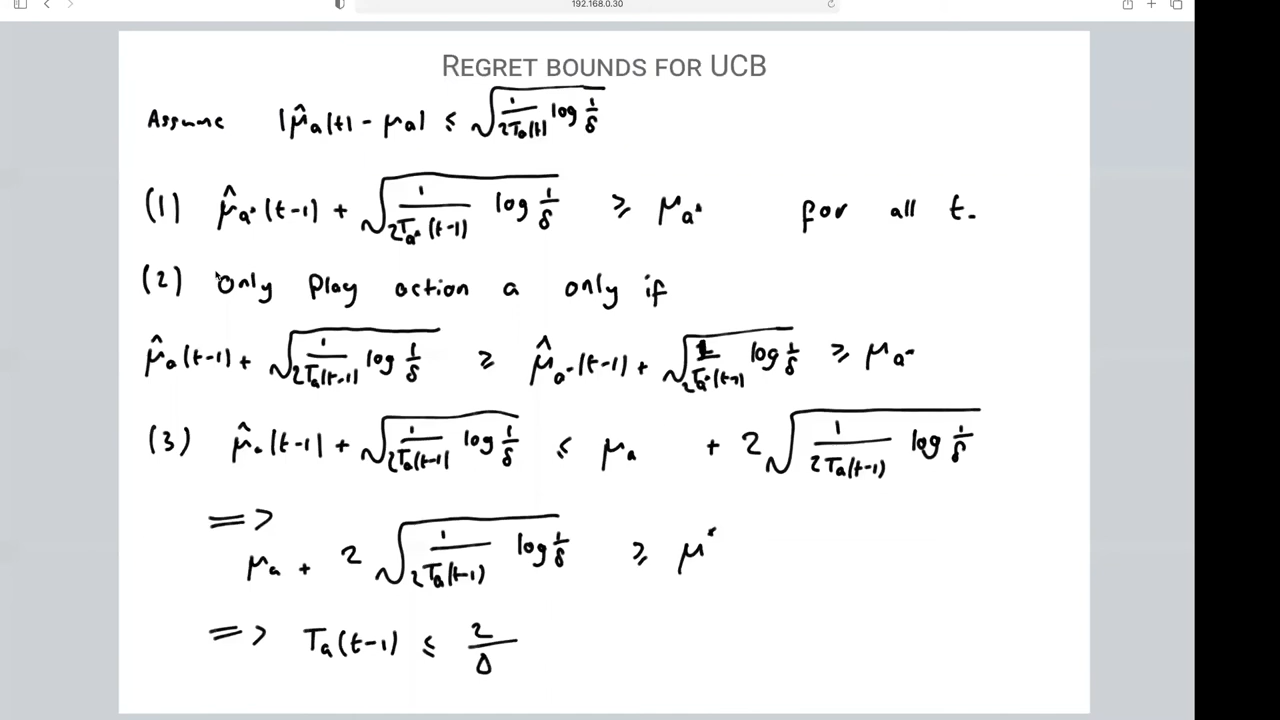 192.168.0.30
REGRET BOUNDS FOR UCB
Assume |μ̂a(t) - μa| ≤ √(1/(2Ta(t)) log 1/δ)
(1) μ̂a*(t-1) + √(1/(2Ta*(t-1)) log 1/δ) ≥ μa* for all t.
(2) only play action a only if
μ̂a(t-1) + √(1/(2Ta(t-1)) log 1/δ) ≥ μ̂a*(t-1) + √(1/(2Ta*(t-1)) log 1/δ) ≥ μa*
(3) μ̂a(t-1) + √(1/(2Ta(t-1)) log 1/δ) ≤ μa + 2√(1/(2Ta(t-1)) log 1/δ)
⟹
μa + 2√(1/(2Ta(t-1)) log 1/δ) ≥ μ*
⟹ Ta(t-1) ≤ 2/Δ